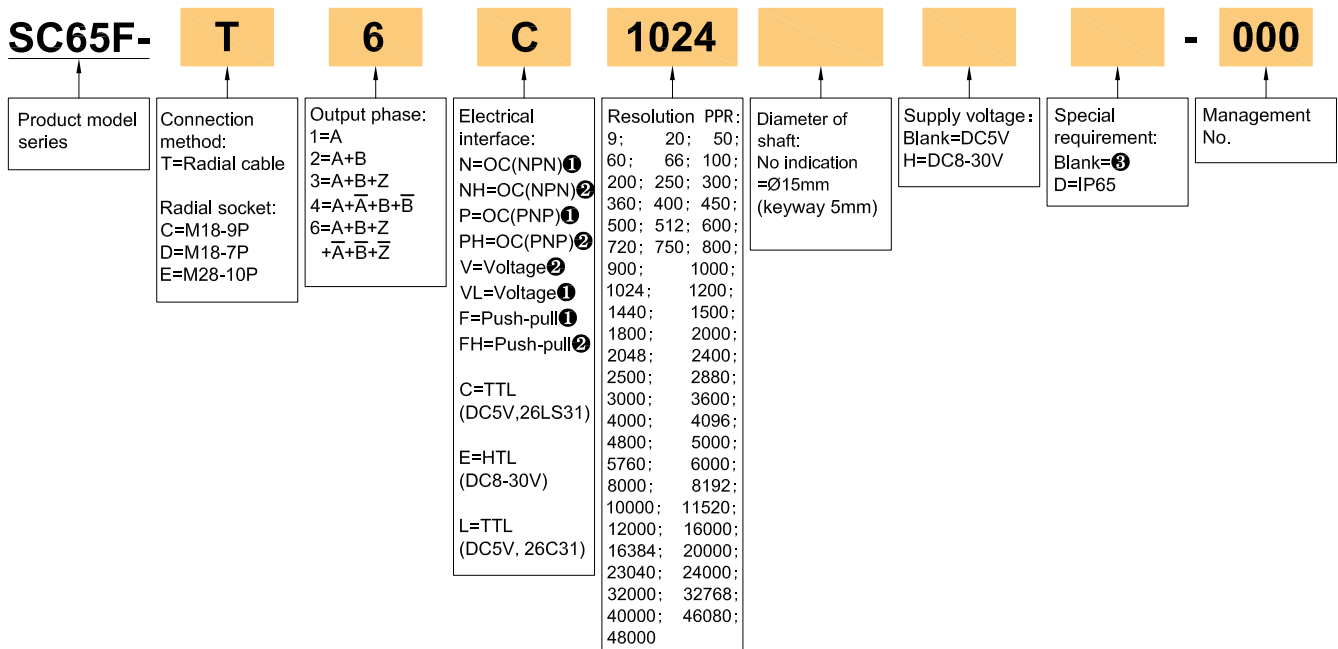 SC65F- T 6 C 1024 - 000
Product model
series
Connection
method:
T=Radial cable
Radial socket:
C=M18-9P
D=M18-7P
E=M28-10P
Output phase:
1=A
2=A+B
3=A+B+Z
4=A+A̅+B+B̅
6=A+B+Z
+A̅+B̅+Z̅
Electrical
interface:
N=OC(NPN)❶
NH=OC(NPN)❷
P=OC(PNP)❶
PH=OC(PNP)❷
V=Voltage❷
VL=Voltage❶
F=Push-pull❶
FH=Push-pull❷
C=TTL
(DC5V,26LS31)
E=HTL
(DC8-30V)
L=TTL
(DC5V, 26C31)
Resolution PPR:
9; 20; 50;
60; 66; 100;
200; 250; 300;
360; 400; 450;
500; 512; 600;
720; 750; 800;
900; 1000;
1024; 1200;
1440; 1500;
1800; 2000;
2048; 2400;
2500; 2880;
3000; 3600;
4000; 4096;
4800; 5000;
5760; 6000;
8000; 8192;
10000; 11520;
12000; 16000;
16384; 20000;
23040; 24000;
32000; 32768;
40000; 46080;
48000
Diameter of
shaft:
No indication
=Ø15mm
(keyway 5mm)
Supply voltage:
Blank=DC5V
H=DC8-30V
Special
requirement:
Blank=❸
D=IP65
Management
No.